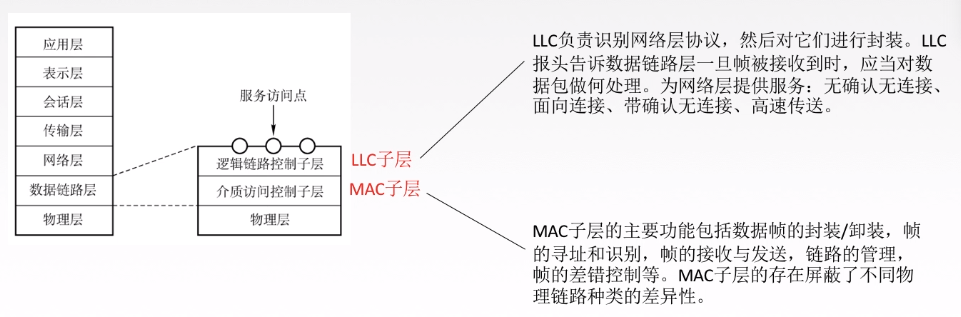 应用层
表示层
会话层
传输层
网络层
数据链路层
物理层
服务访问点
逻辑链路控制子层
介质访问控制子层
物理层
LLC子层
MAC子层
LLC负责识别网络层协议，然后对它们进行封装。LLC
报头告诉数据链路层一旦帧被接收到时，应当对数
据包做何处理。为网络层提供服务：无确认无连接、
面向连接、带确认无连接、高速传送。
MAC子层的主要功能包括数据帧的封装/卸装，帧
的寻址和识别，帧的接收与发送，链路的管理，
帧的差错控制等。MAC子层的存在屏蔽了不同物
理链路种类的差异性。